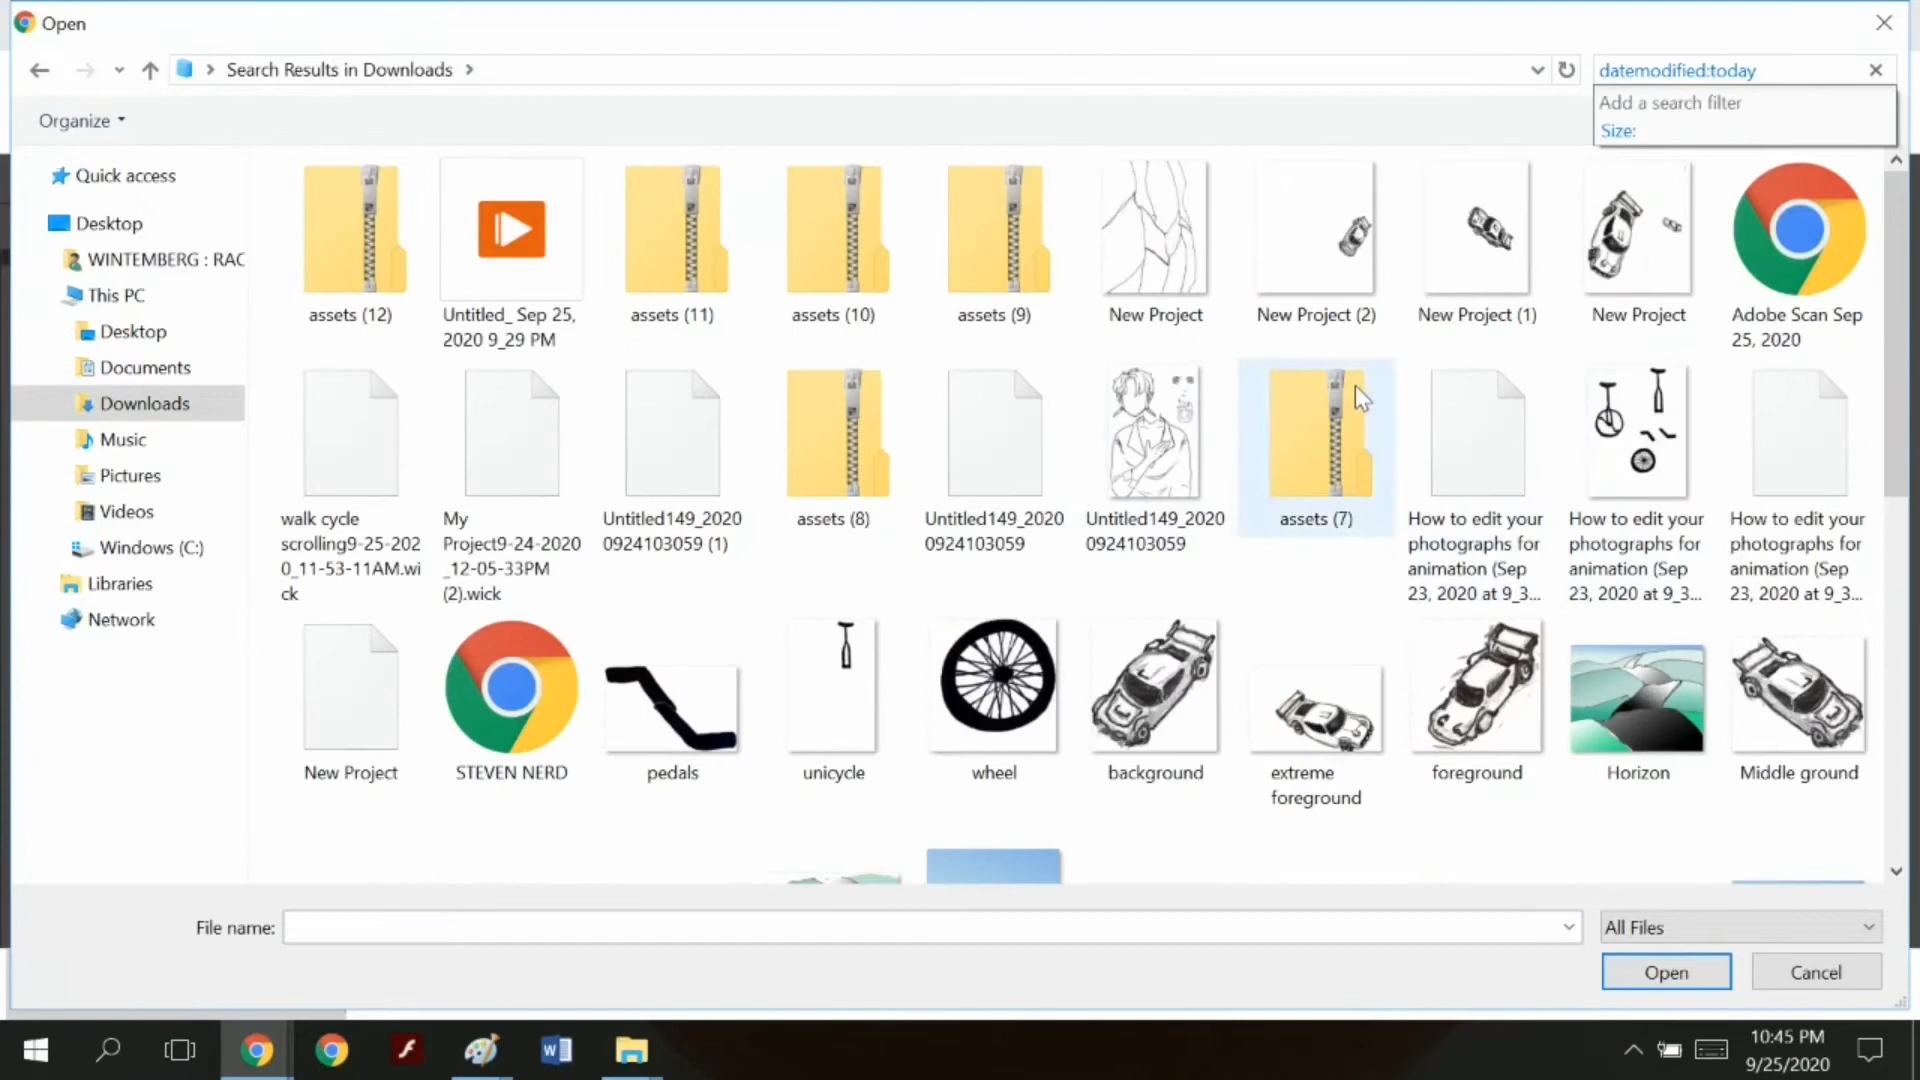 Open
Search Results in Downloads
datemodified:today
Add a search filter
Size:
Organize
Quick access
Desktop
WINTEMBERG : RAC
This PC
Desktop
Documents
Downloads
Music
Pictures
Videos
Windows (C:)
Libraries
Network
assets (12)
Untitled_ Sep 25,
2020 9_29 PM
assets (11)
assets (10)
assets (9)
New Project
New Project (2)
New Project (1)
New Project
Adobe Scan Sep
25, 2020
walk cycle
scrolling9-25-202
0_11-53-11AM.wi
ck
My
Project9-24-2020
_12-05-33PM
(2).wick
Untitled149_2020
0924103059 (1)
assets (8)
Untitled149_2020
0924103059
Untitled149_2020
0924103059
assets (7)
How to edit your
photographs for
animation (Sep
23, 2020 at 9_3...
How to edit your
photographs for
animation (Sep
23, 2020 at 9_3...
How to edit your
photographs for
animation (Sep
23, 2020 at 9_3...
New Project
STEVEN NERD
pedals
unicycle
wheel
background
extreme
foreground
foreground
Horizon
Middle ground
File name:
All Files
Open
Cancel
10:45 PM
9/25/2020